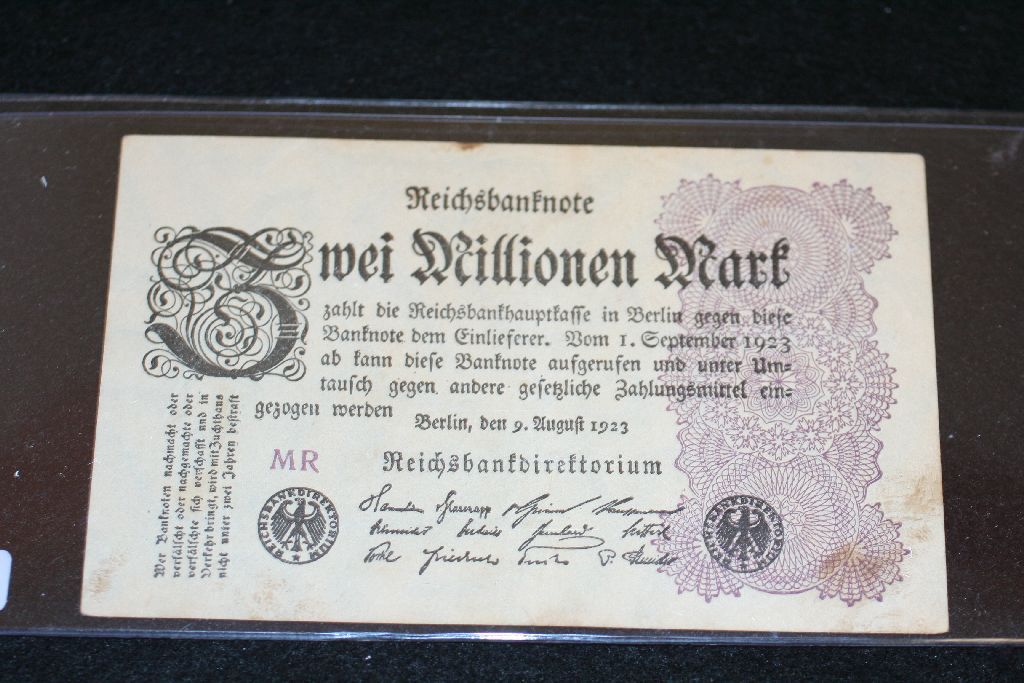 Reichsbanknote
Zwei Millionen Mark
zahlt die Reichsbankhauptkasse in Berlin gegen diese
Banknote dem Einlieferer. Vom 1. September 1923
ab kann diese Banknote aufgerufen und unter Um-
tausch gegen andere gesetzliche Zahlungsmittel ein-
gezogen werden
Berlin, den 9. August 1923
MR Reichsbankdirektorium
REICHSBANKDIREKTORIUM
REICHSBANKDIREKTORIUM
Wer Banknoten nachmacht oder
verfälscht oder nachgemachte oder
verfälschte sich verschafft und in
Verkehr bringt, wird mit Zuchthaus
nicht unter zwei Jahren bestraft